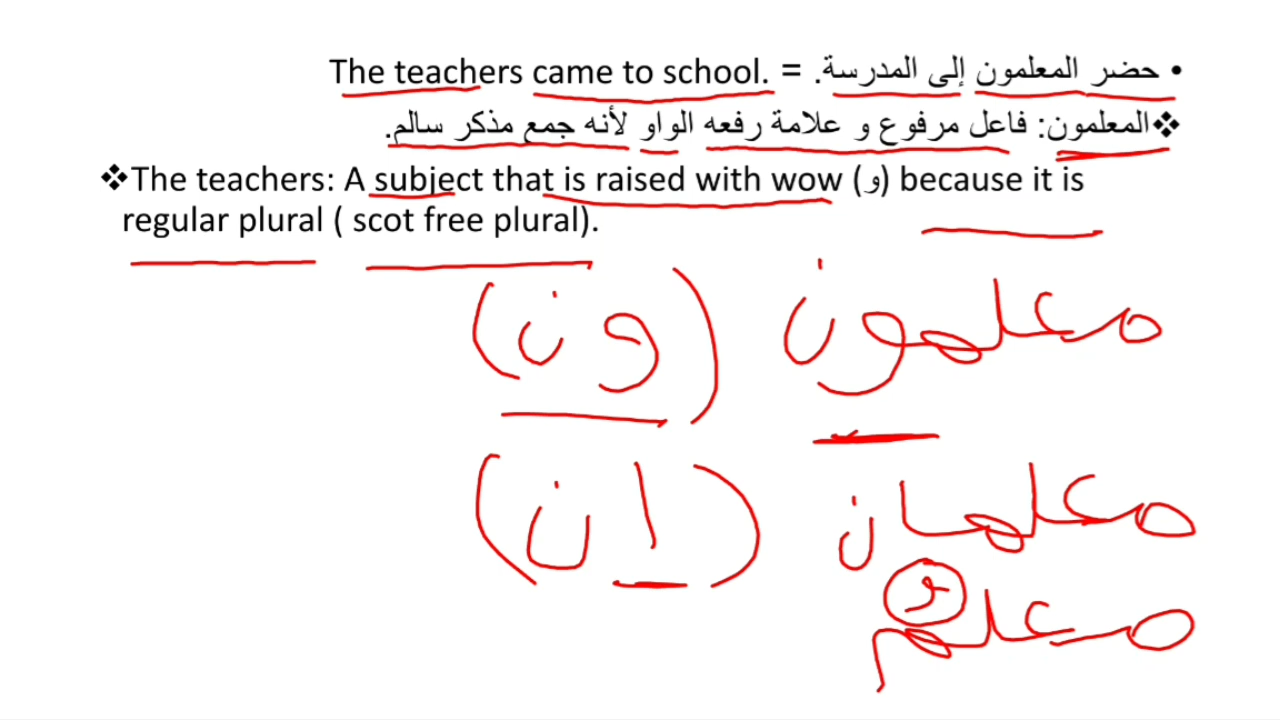 • حضر المعلمون إلى المدرسة. = The teachers came to school.
❖المعلمون: فاعل مرفوع و علامة رفعه الواو لأنه جمع مذكر سالم.
❖The teachers: A subject that is raised with wow (و) because it is
regular plural ( scot free plural).
معلمون (ون)
معلمان (ان)
معلم و